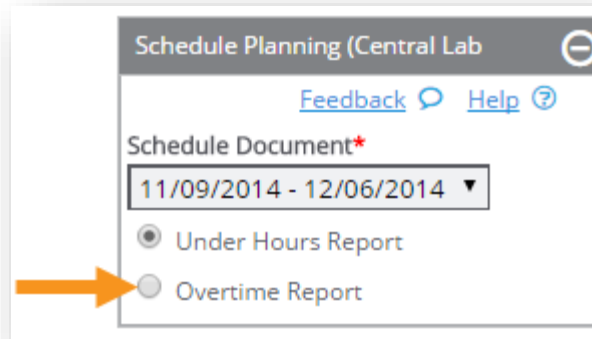 Schedule Planning (Central Lab
Feedback Help
Schedule Document*
11/09/2014 - 12/06/2014
Under Hours Report
Overtime Report